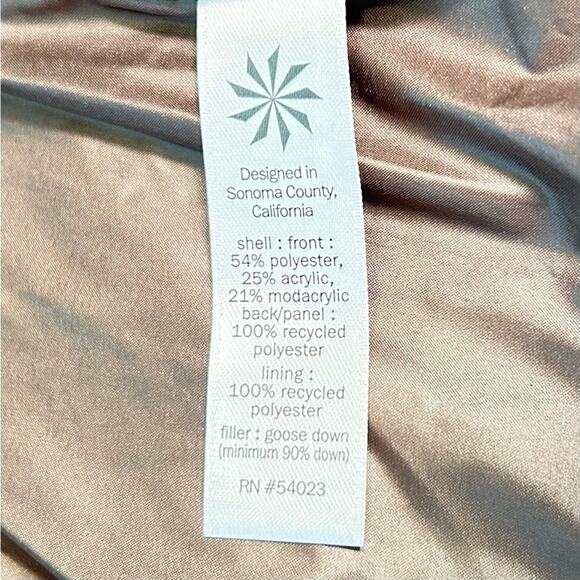 Designed in
Sonoma County,
California
shell : front :
54% polyester,
25% acrylic,
21% modacrylic
back/panel :
100% recycled
polyester
lining :
100% recycled
polyester
filler : goose down
(minimum 90% down)
RN #54023